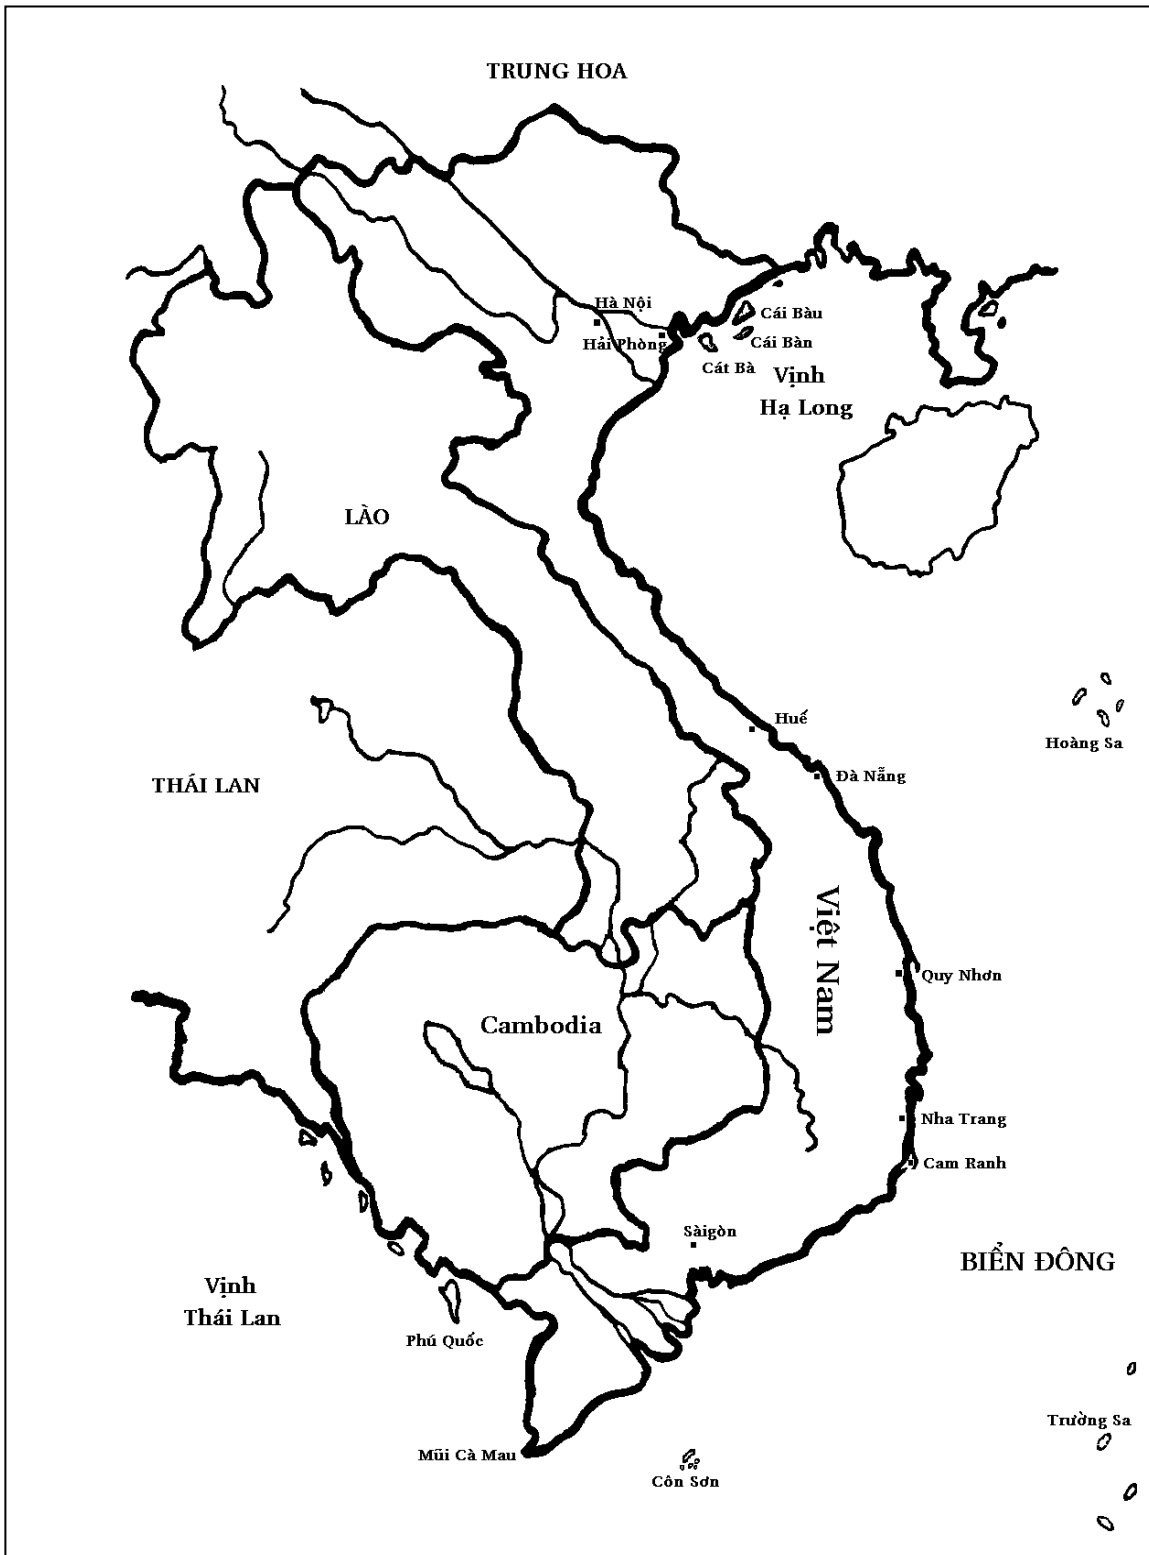 TRUNG HOA
Hà Nội
Cái Bàu
Hải Phòng
Cái Bàn
Cát Bà
Vịnh
Hạ Long
LÀO
Huế
Hoàng Sa
THÁI LAN
Đà Nẵng
Việt Nam
Quy Nhơn
Cambodia
Nha Trang
Cam Ranh
Sàigòn
BIỂN ĐÔNG
Vịnh
Thái Lan
Phú Quốc
Trường Sa
Mũi Cà Mau
Côn Sơn